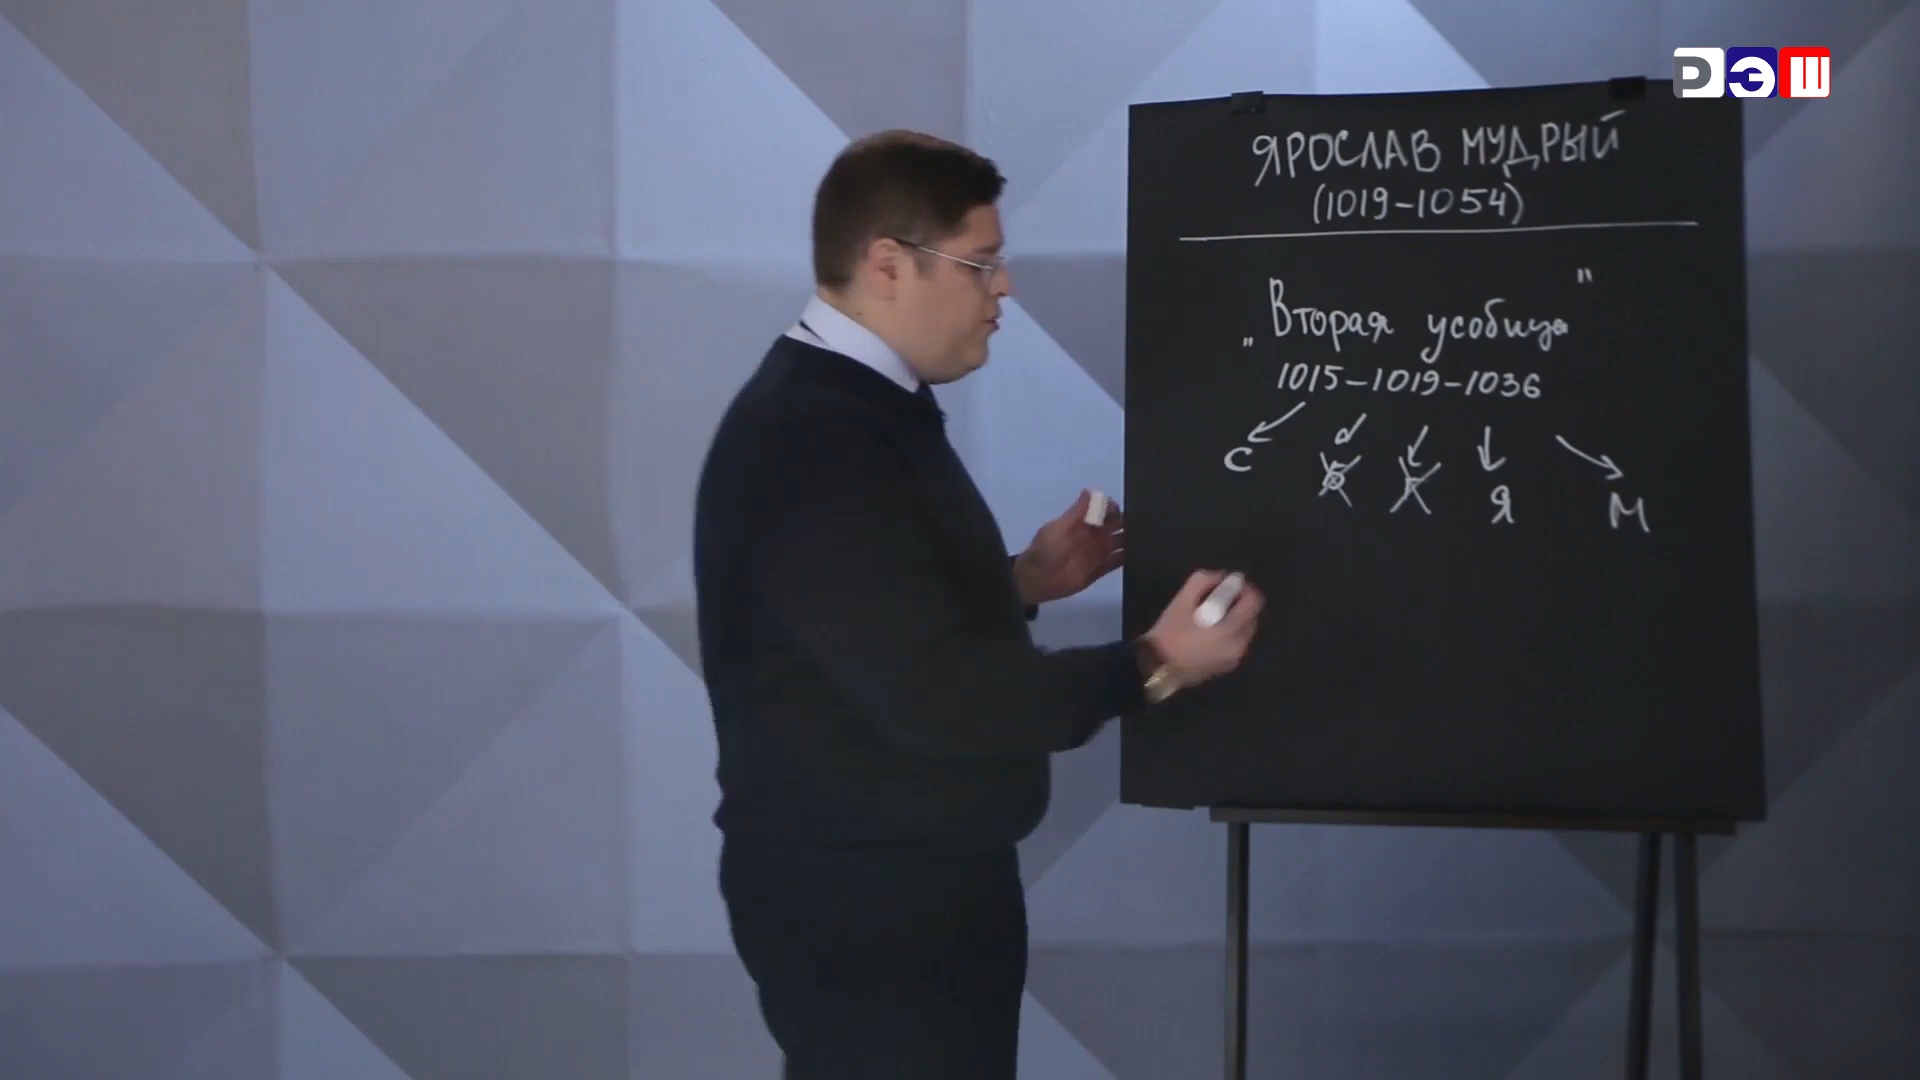 РЭШ
ЯРОСЛАВ МУДРЫЙ
(1019-1054)
„Вторая усобица"
1015-1019-1036
С Б Г Я М